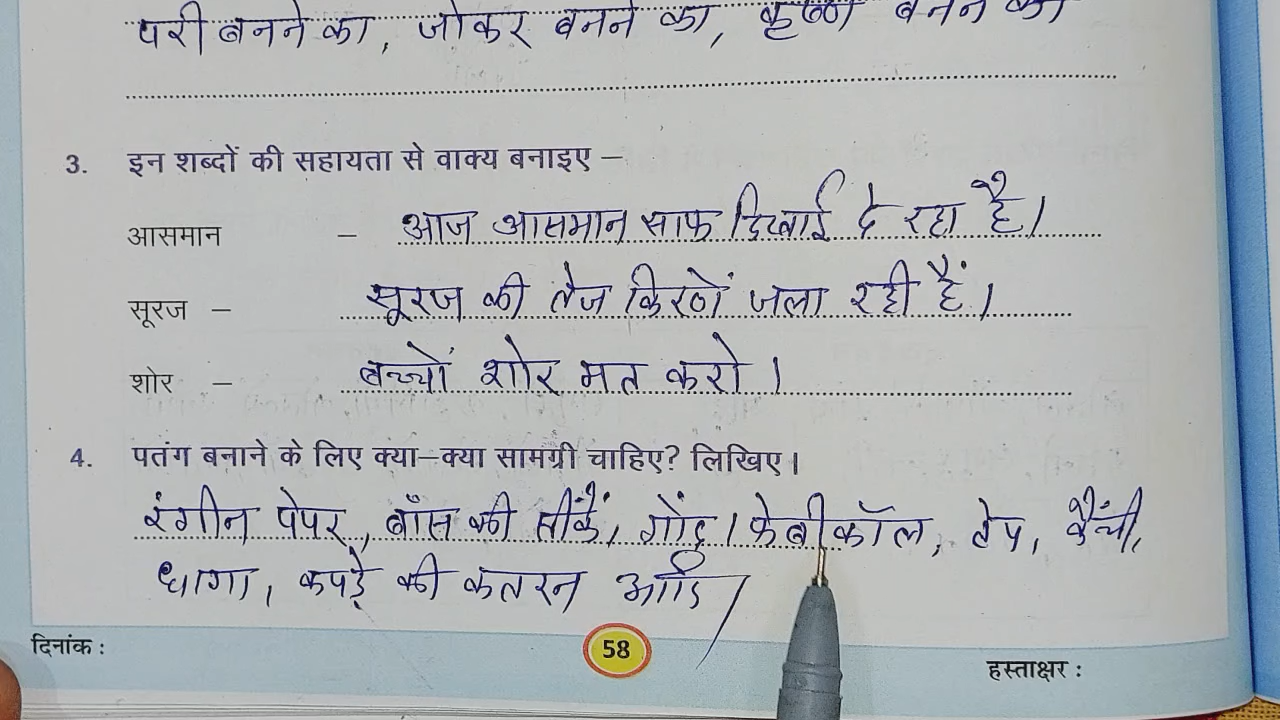 परी बनने का, जोकर बनने का, कृष्ण बनने का
3. इन शब्दों की सहायता से वाक्य बनाइए –
आसमान – आज आसमान साफ दिखाई दे रहा है।
सूरज – सूरज की तेज किरणें जला रही हैं।
शोर – बच्चों शोर मत करो।
4. पतंग बनाने के लिए क्या–क्या सामग्री चाहिए? लिखिए।
रंगीन पेपर, बाँस की सींकें, गोंद/फेबीकॉल, टेप, कैंची,
धागा, कपड़े की कतरन आदि।
दिनांक : 58 हस्ताक्षर :